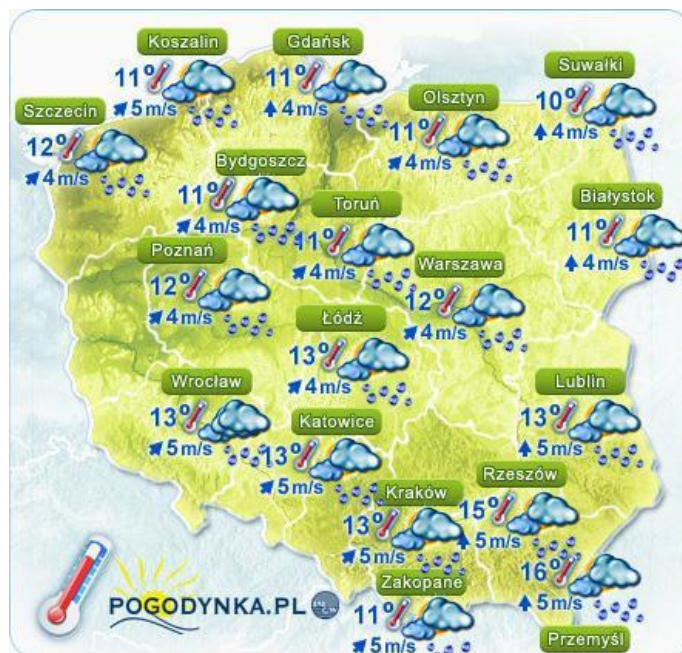 Koszalin
11°
5 m/s
Gdańsk
11°
4 m/s
Suwałki
10°
4 m/s
Olsztyn
11°
4 m/s
Szczecin
12°
4 m/s
Bydgoszcz
11°
4 m/s
Toruń
11°
4 m/s
Białystok
11°
4 m/s
Poznań
12°
4 m/s
Warszawa
12°
4 m/s
Łódź
13°
4 m/s
Wrocław
13°
5 m/s
Katowice
13°
5 m/s
Lublin
13°
5 m/s
Kraków
13°
5 m/s
Rzeszów
15°
5 m/s
Zakopane
11°
5 m/s
16°
5 m/s
Przemyśl
POGODYNKA.PL